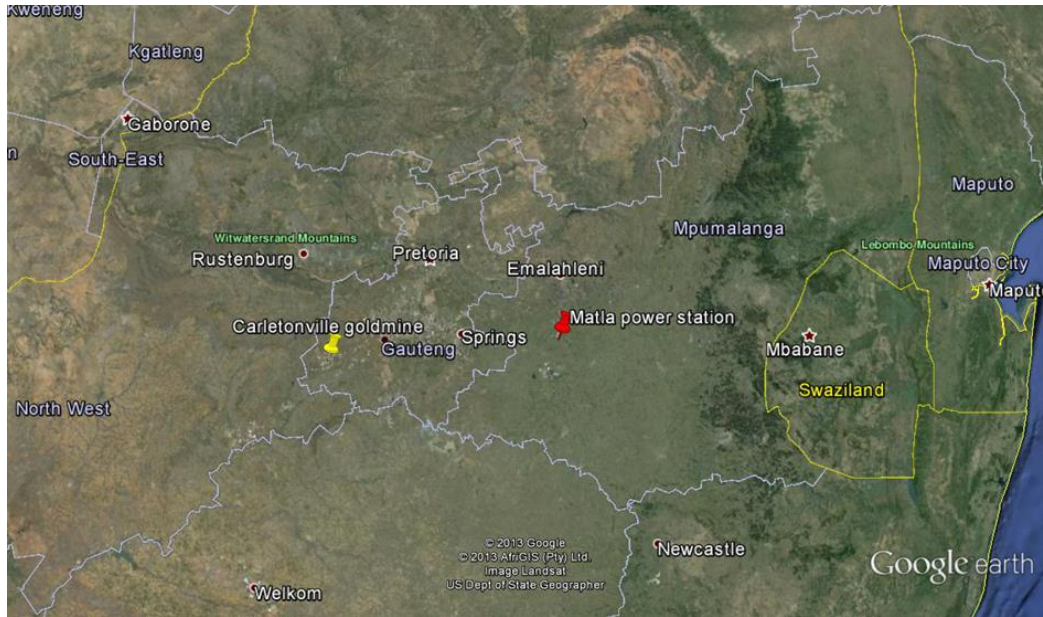 Kweneng
Kgatleng
Gaborone
South-East
n
Maputo
Mpumalanga
Witwatersrand Mountains
Rustenburg
Pretoria
Lebombo Mountains
Maputo City
Emalahleni
Maputo
Carletonville goldmine
Matla power station
Springs
Gauteng
Mbabane
Swaziland
North West
© 2013 Google
© 2013 AfriGIS (Pty) Ltd.
Image Landsat
US Dept of State Geographer
Newcastle
Google earth
Welkom